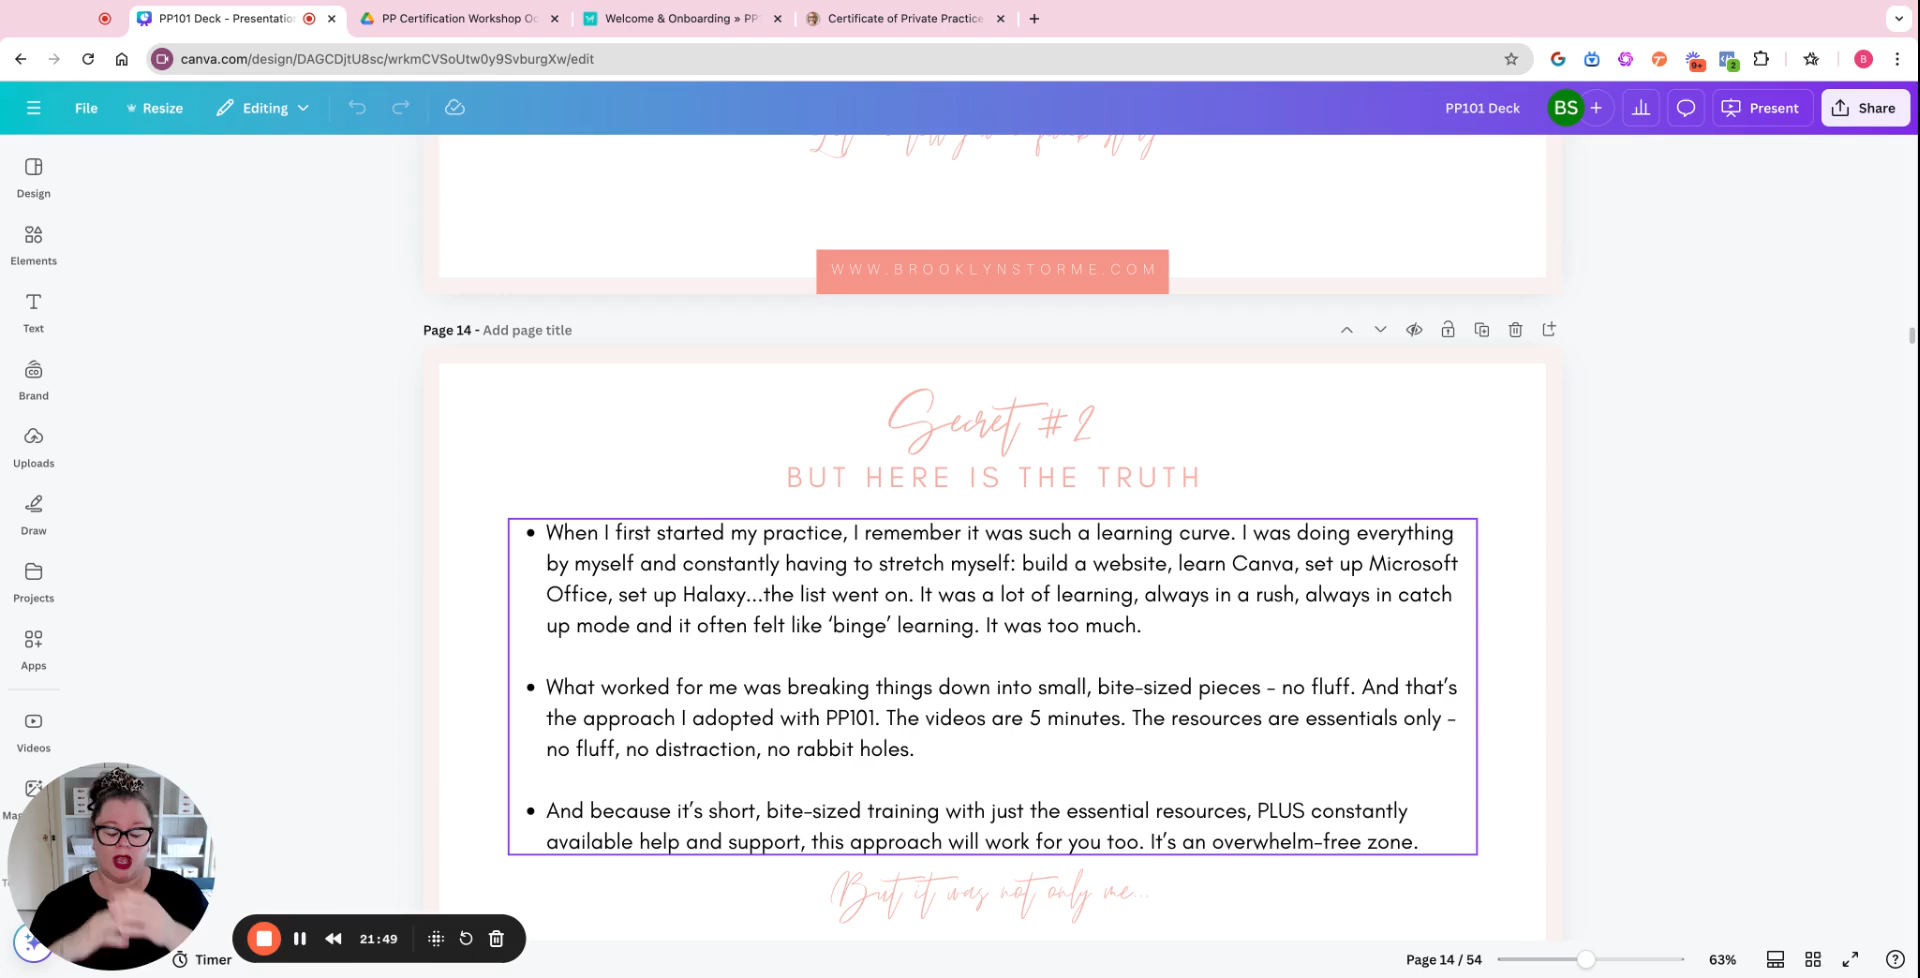 PP101 Deck - Presentation
PP Certification Workshop Oc
Welcome & Onboarding » PP
Certificate of Private Practice
canva.com/design/DAGCDjtU8sc/wrkmCVSoUtw0y9SvburgXw/edit
9+
2
B
File
Resize
Editing
PP101 Deck
BS
Present
Share
Design
Elements
Text
Brand
Uploads
Draw
Projects
Apps
Videos
WWW.BROOKLYNSTORME.COM
Page 14 - Add page title
Secret #2
BUT HERE IS THE TRUTH
• When I first started my practice, I remember it was such a learning curve. I was doing everything
by myself and constantly having to stretch myself: build a website, learn Canva, set up Microsoft
Office, set up Halaxy...the list went on. It was a lot of learning, always in a rush, always in catch
up mode and it often felt like ‘binge’ learning. It was too much.
• What worked for me was breaking things down into small, bite-sized pieces - no fluff. And that’s
the approach I adopted with PP101. The videos are 5 minutes. The resources are essentials only -
no fluff, no distraction, no rabbit holes.
• And because it’s short, bite-sized training with just the essential resources, PLUS constantly
available help and support, this approach will work for you too. It’s an overwhelm-free zone.
But it was not only me...
21:49
Timer
Page 14 / 54
63%